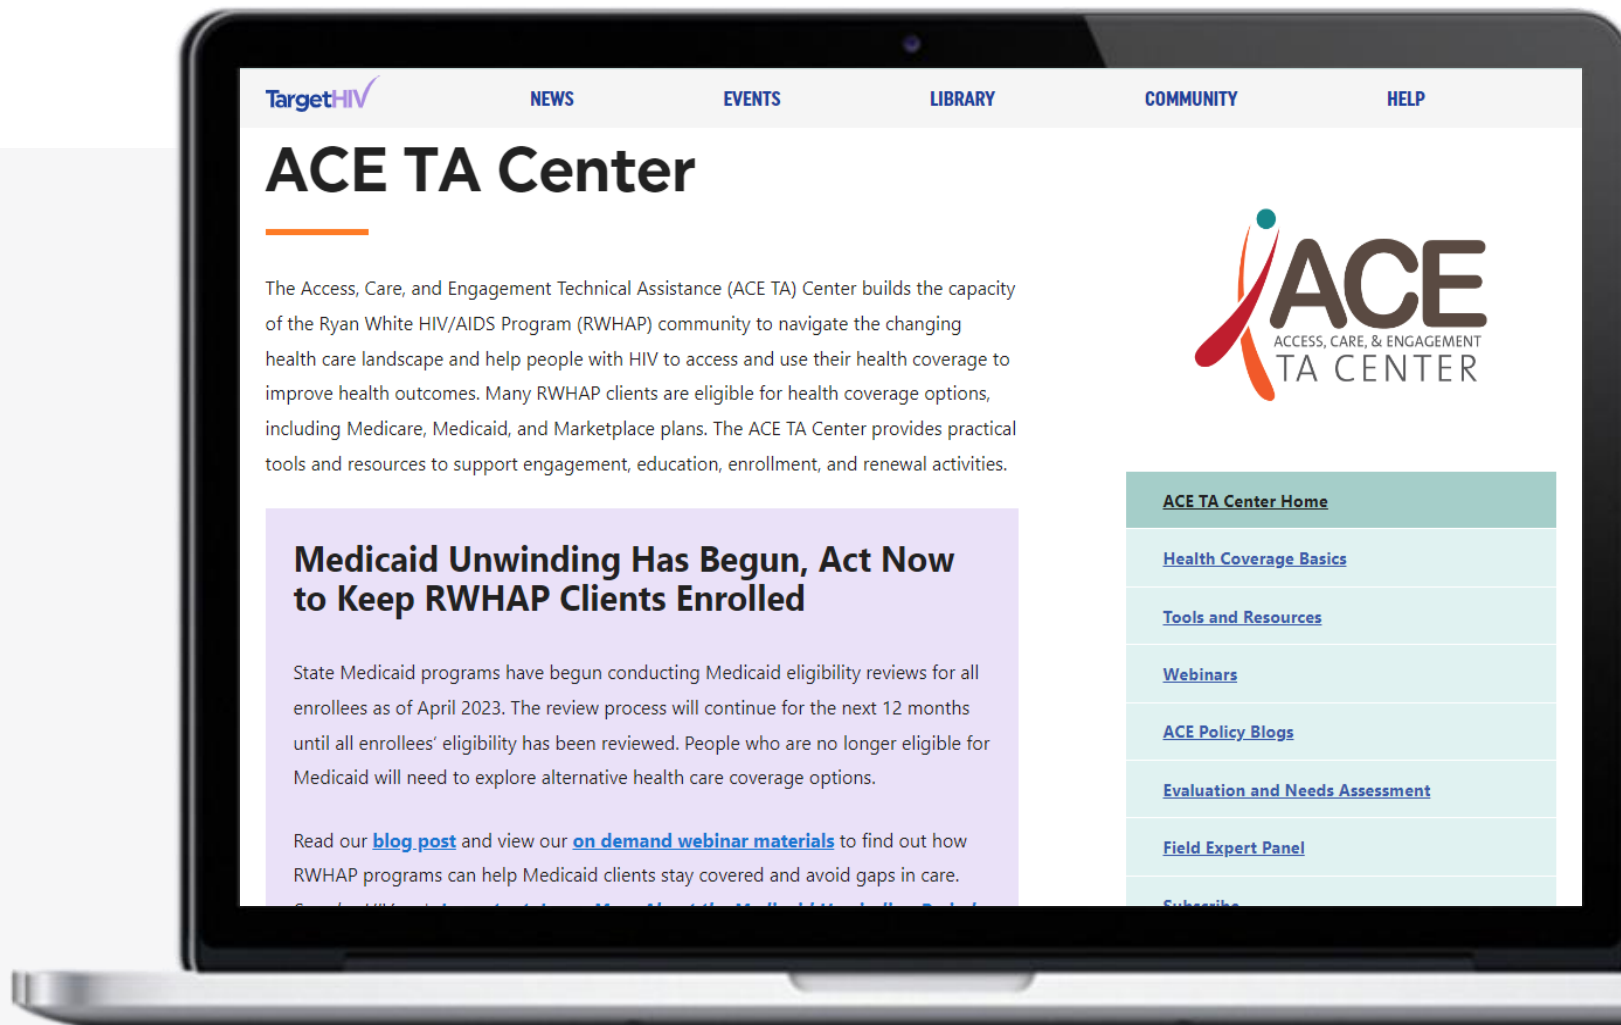 TargetHIV
NEWS
EVENTS
LIBRARY
COMMUNITY
HELP
ACE TA Center
The Access, Care, and Engagement Technical Assistance (ACE TA) Center builds the capacity
of the Ryan White HIV/AIDS Program (RWHAP) community to navigate the changing
health care landscape and help people with HIV to access and use their health coverage to
improve health outcomes. Many RWHAP clients are eligible for health coverage options,
including Medicare, Medicaid, and Marketplace plans. The ACE TA Center provides practical
tools and resources to support engagement, education, enrollment, and renewal activities.
Medicaid Unwinding Has Begun, Act Now
to Keep RWHAP Clients Enrolled
State Medicaid programs have begun conducting Medicaid eligibility reviews for all
enrollees as of April 2023. The review process will continue for the next 12 months
until all enrollees' eligibility has been reviewed. People who are no longer eligible for
Medicaid will need to explore alternative health care coverage options.
Read our blog post and view our on demand webinar materials to find out how
RWHAP programs can help Medicaid clients stay covered and avoid gaps in care.
ACE
ACCESS, CARE, & ENGAGEMENT
TA CENTER
ACE TA Center Home
Health Coverage Basics
Tools and Resources
Webinars
ACE Policy Blogs
Evaluation and Needs Assessment
Field Expert Panel
Subscribe